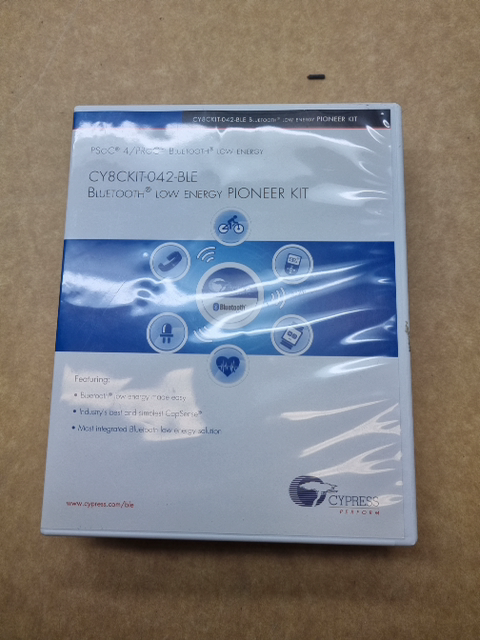 CY8CKIT-042-BLE BLUETOOTH® LOW ENERGY PIONEER KIT
PSoC® 4/PRoC™ BLUETOOTH® LOW ENERGY
CY8CKIT-042-BLE
BLUETOOTH® LOW ENERGY PIONEER KIT
Bluetooth
Featuring:
• Bluetooth® low energy made easy
• Industry's best and simplest CapSense®
• Most integrated Bluetooth low energy solution
www.cypress.com/ble
CYPRESS
PERFORM